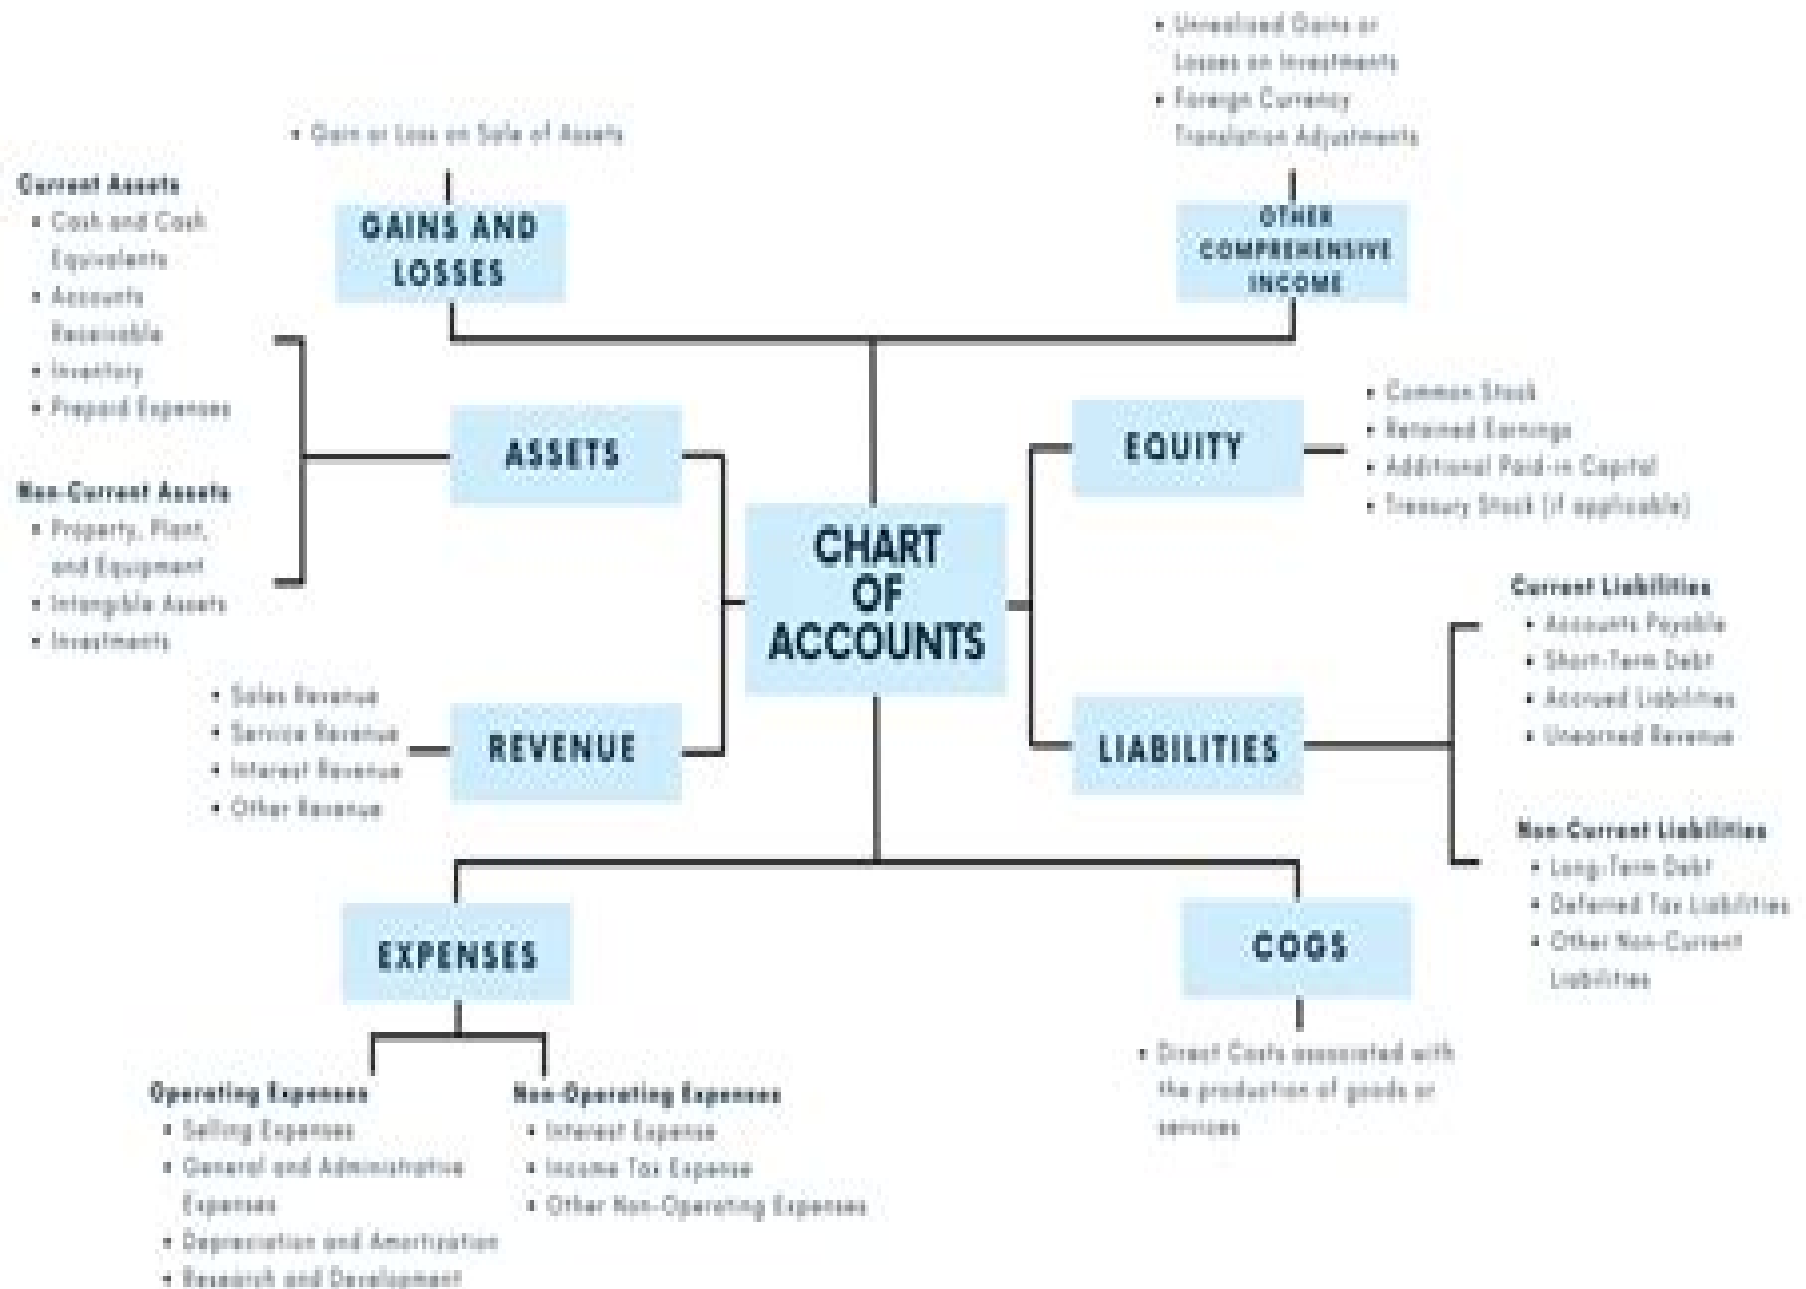 • Unrealized Gains or
Losses on Investments
• Foreign Currency
Translation Adjustments
• Gain or Loss on Sale of Assets
GAINS AND
LOSSES
OTHER
COMPREHENSIVE
INCOME
Current Assets
• Cash and Cash
Equivalents
• Accounts
Receivable
• Inventory
• Prepaid Expenses
Non-Current Assets
• Property, Plant,
and Equipment
• Intangible Assets
• Investments
ASSETS
EQUITY
• Common Stock
• Retained Earnings
• Additional Paid-in Capital
• Treasury Stock (if applicable)
CHART
OF
ACCOUNTS
• Sales Revenue
• Service Revenue
• Interest Revenue
• Other Revenue
REVENUE
LIABILITIES
Current Liabilities
• Accounts Payable
• Short-Term Debt
• Accrued Liabilities
• Unearned Revenue
Non-Current Liabilities
• Long-Term Debt
• Deferred Tax Liabilities
• Other Non-Current
Liabilities
EXPENSES
COGS
Operating Expenses
• Selling Expenses
• General and Administrative
Expenses
• Depreciation and Amortization
• Research and Development
Non-Operating Expenses
• Interest Expense
• Income Tax Expense
• Other Non-Operating Expenses
• Direct Costs associated with
the production of goods or
services